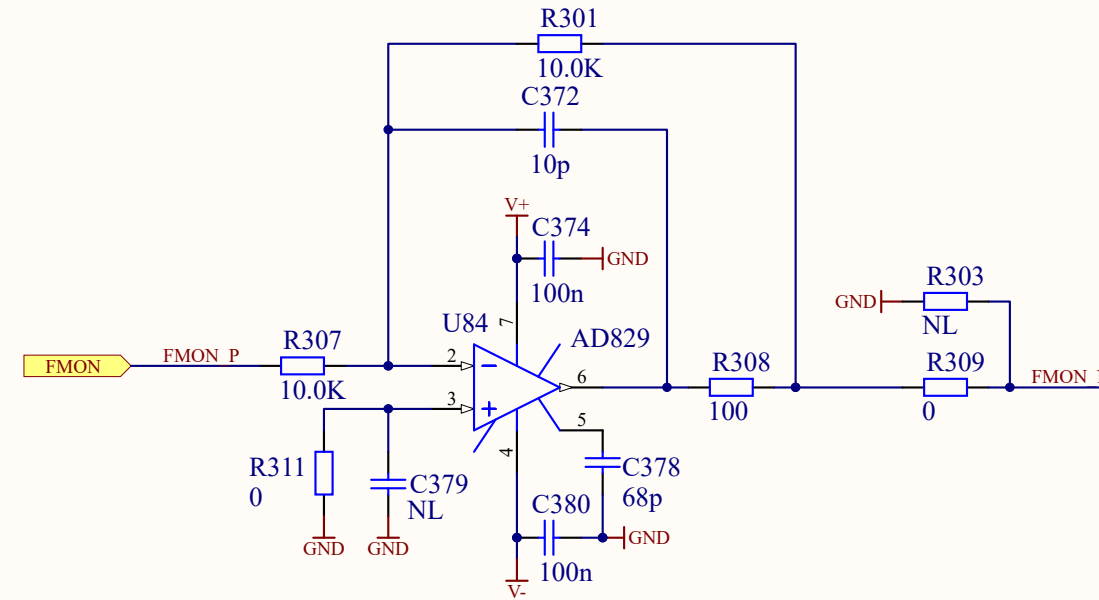 R301
10.0K
C372
10p
V+
C374
GND
100n
R303
GND
NL
U84
7
AD829
R307
FMON
FMON_P
2
10.0K
6
R308
100
R309
0
FMON_
3
5
4
R311
0
C379
NL
C378
68p
C380
100n
GND
GND
GND
V-